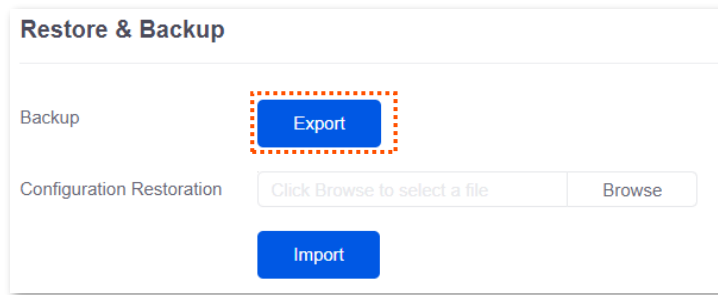 Restore & Backup
Backup
Export
Configuration Restoration
Click Browse to select a file
Browse
Import